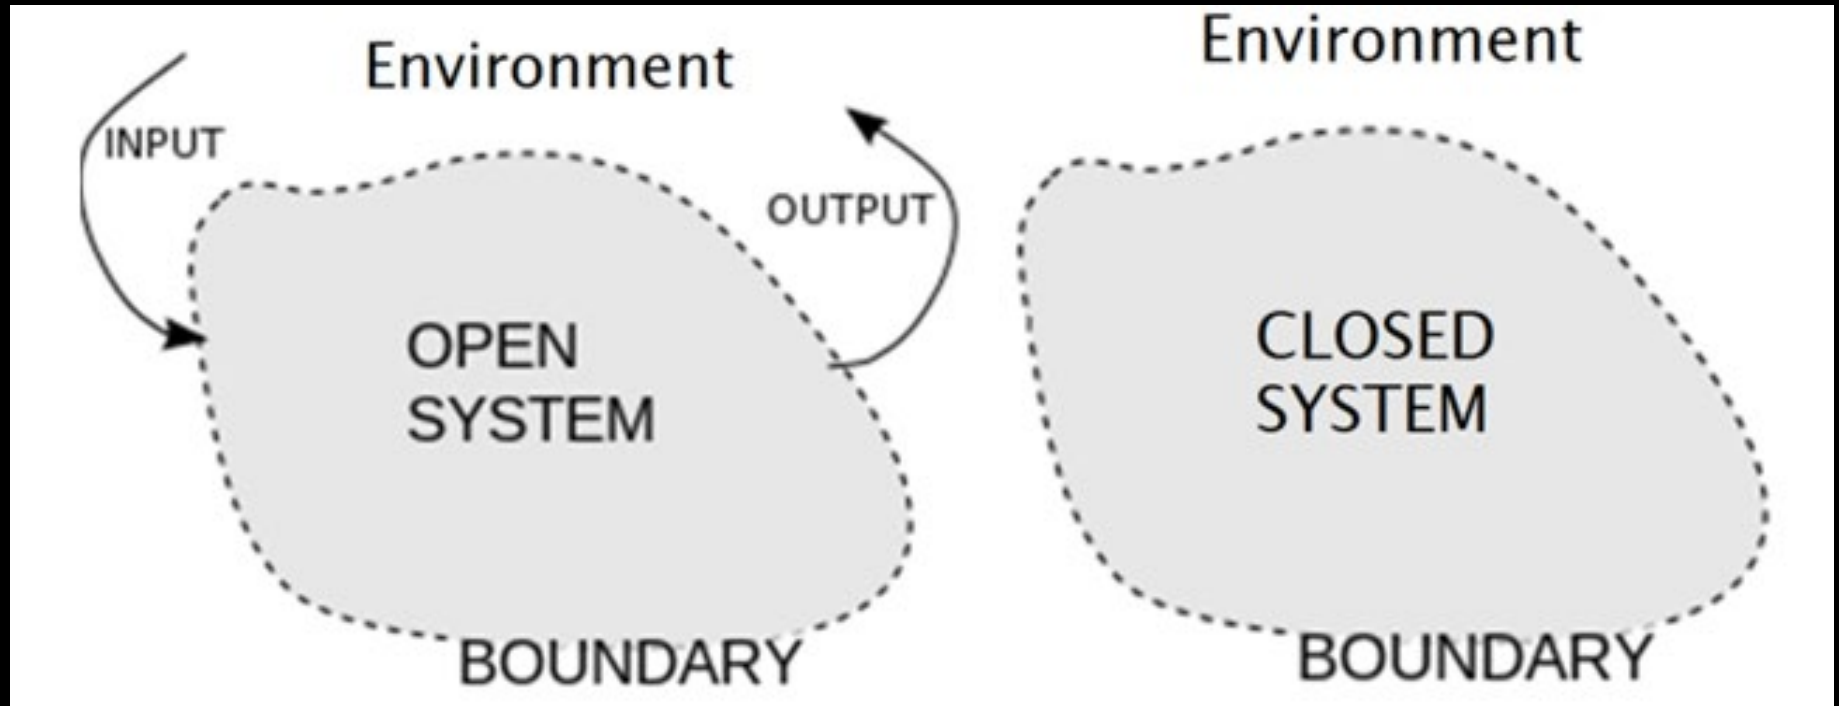 Environment
INPUT
OUTPUT
OPEN
SYSTEM
BOUNDARY
Environment
CLOSED
SYSTEM
BOUNDARY